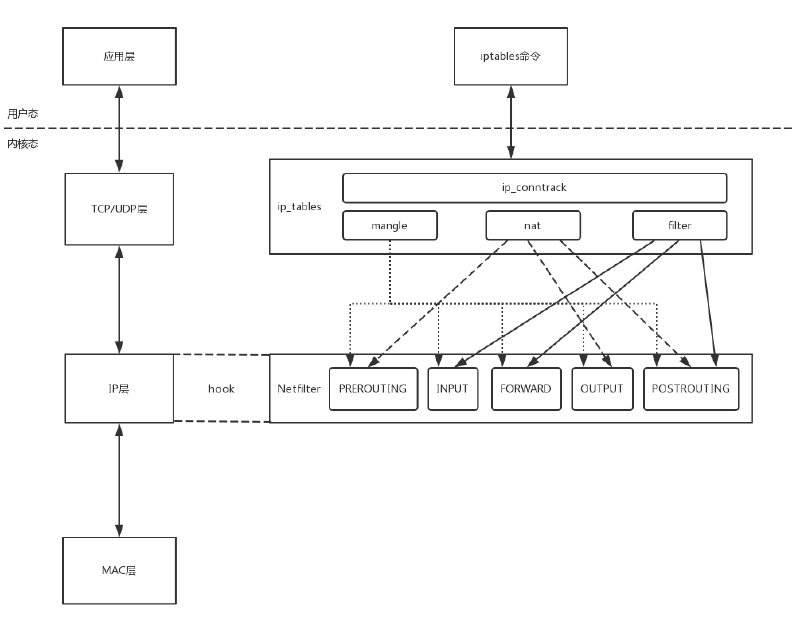 应用层
iptables命令
用户态
内核态
TCP/UDP层
ip_tables
ip_conntrack
mangle
nat
filter
IP层
hook
Netfilter
PREROUTING
INPUT
FORWARD
OUTPUT
POSTROUTING
MAC层